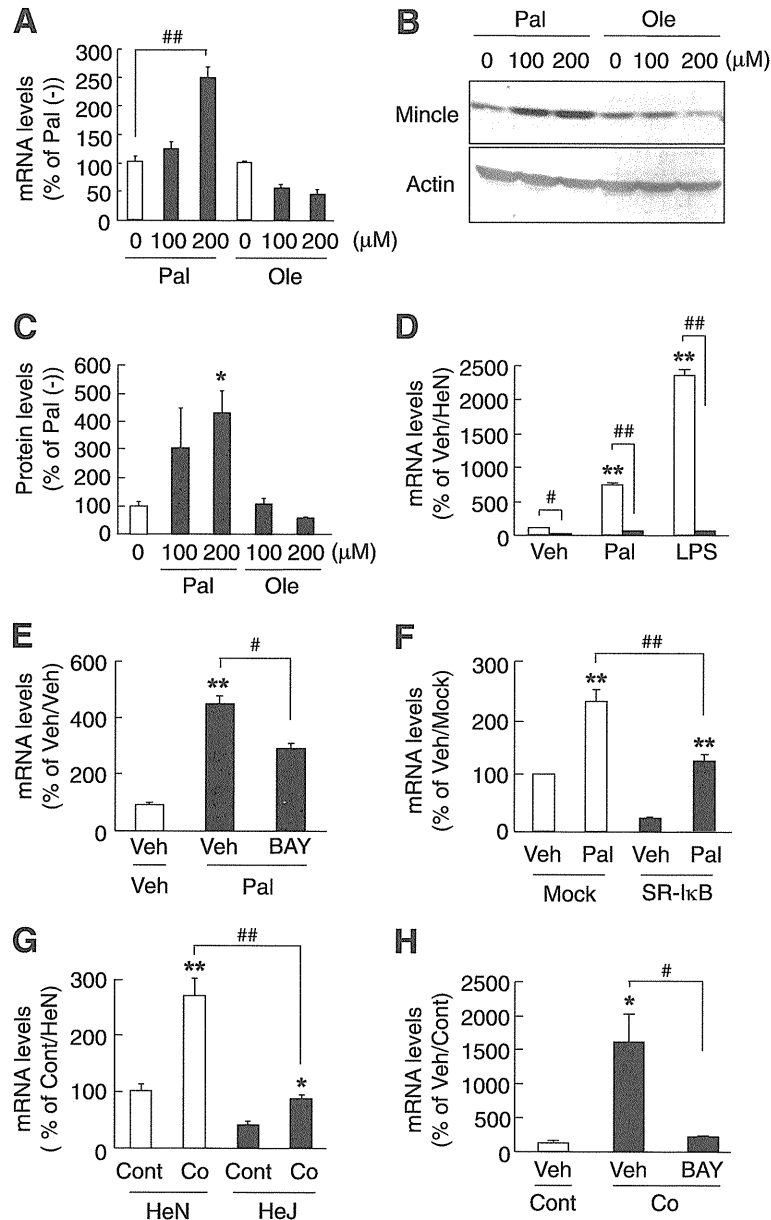 A
##
mRNA levels
(% of Pal (-))
300
250
200
150
100
50
0
0 100 200 0 100 200 (μM)
Pal Ole
B
Pal Ole
0 100 200 0 100 200 (μM)
Mincle
Actin
C
Protein levels
(% of Pal (-))
600
500
400
300
200
100
0
*
0 100 200 100 200 (μM)
Pal Ole
D
mRNA levels
(% of Veh/HeN)
2500
2000
1500
1000
500
0
#
**
##
**
##
Veh Pal LPS
E
mRNA levels
(% of Veh/Veh)
600
400
200
0
**
#
Veh Veh BAY
Veh Pal
F
mRNA levels
(% of Veh/Mock)
300
200
100
0
**
##
**
Veh Pal Veh Pal
Mock SR-IκB
G
mRNA levels
( % of Cont/HeN)
300
200
100
0
**
##
*
Cont Co Cont Co
HeN HeJ
H
mRNA levels
(% of Veh/Cont)
2500
2000
1500
1000
500
0
*
#
Veh Veh BAY
Cont Co